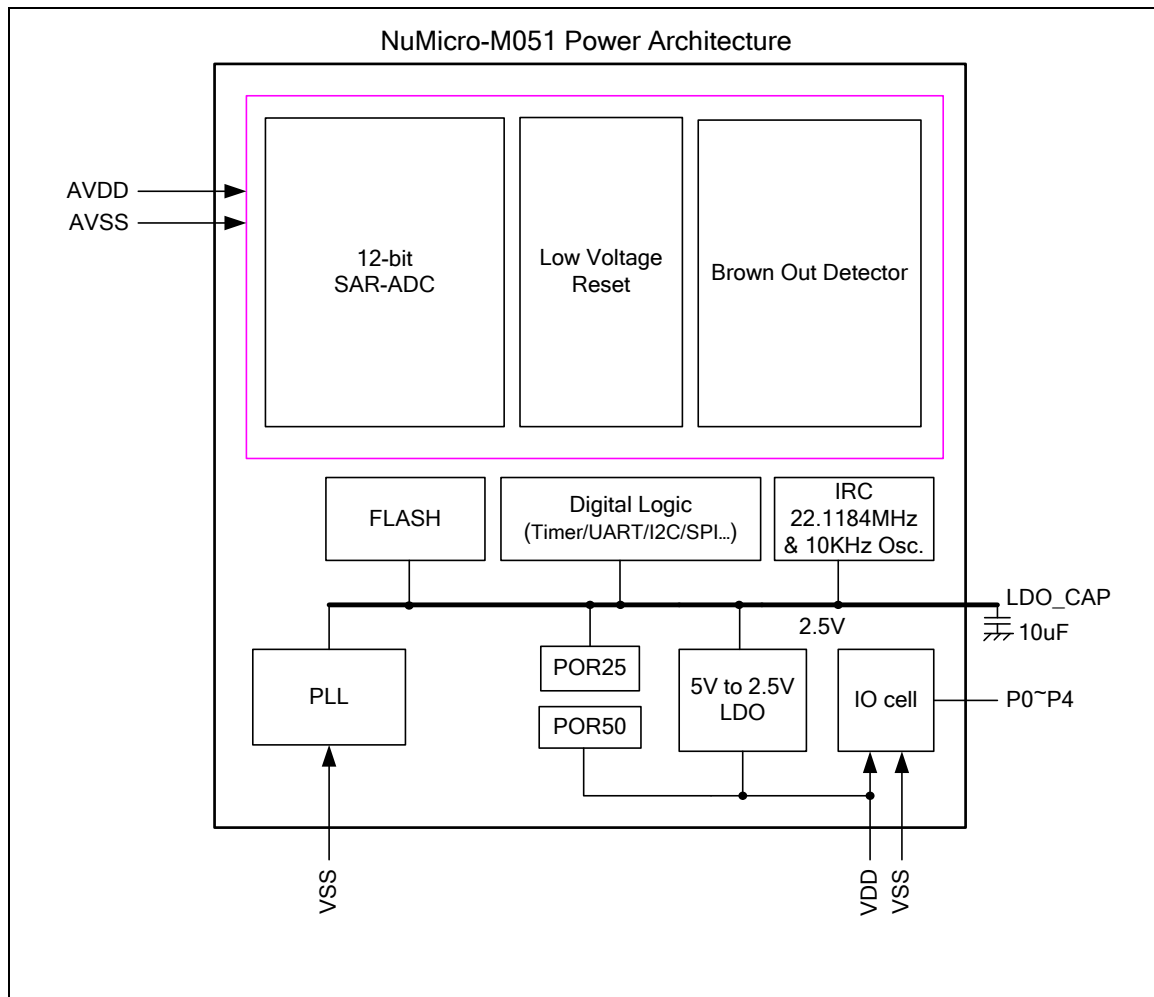 NuMicro-M051 Power Architecture
AVDD
AVSS
12-bit
SAR-ADC
Low Voltage
Reset
Brown Out Detector
FLASH
Digital Logic
(Timer/UART/I2C/SPI...)
IRC
22.1184MHz
& 10KHz Osc.
LDO_CAP
2.5V
10uF
PLL
POR25
POR50
5V to 2.5V
LDO
IO cell
P0~P4
VSS
VDD
VSS